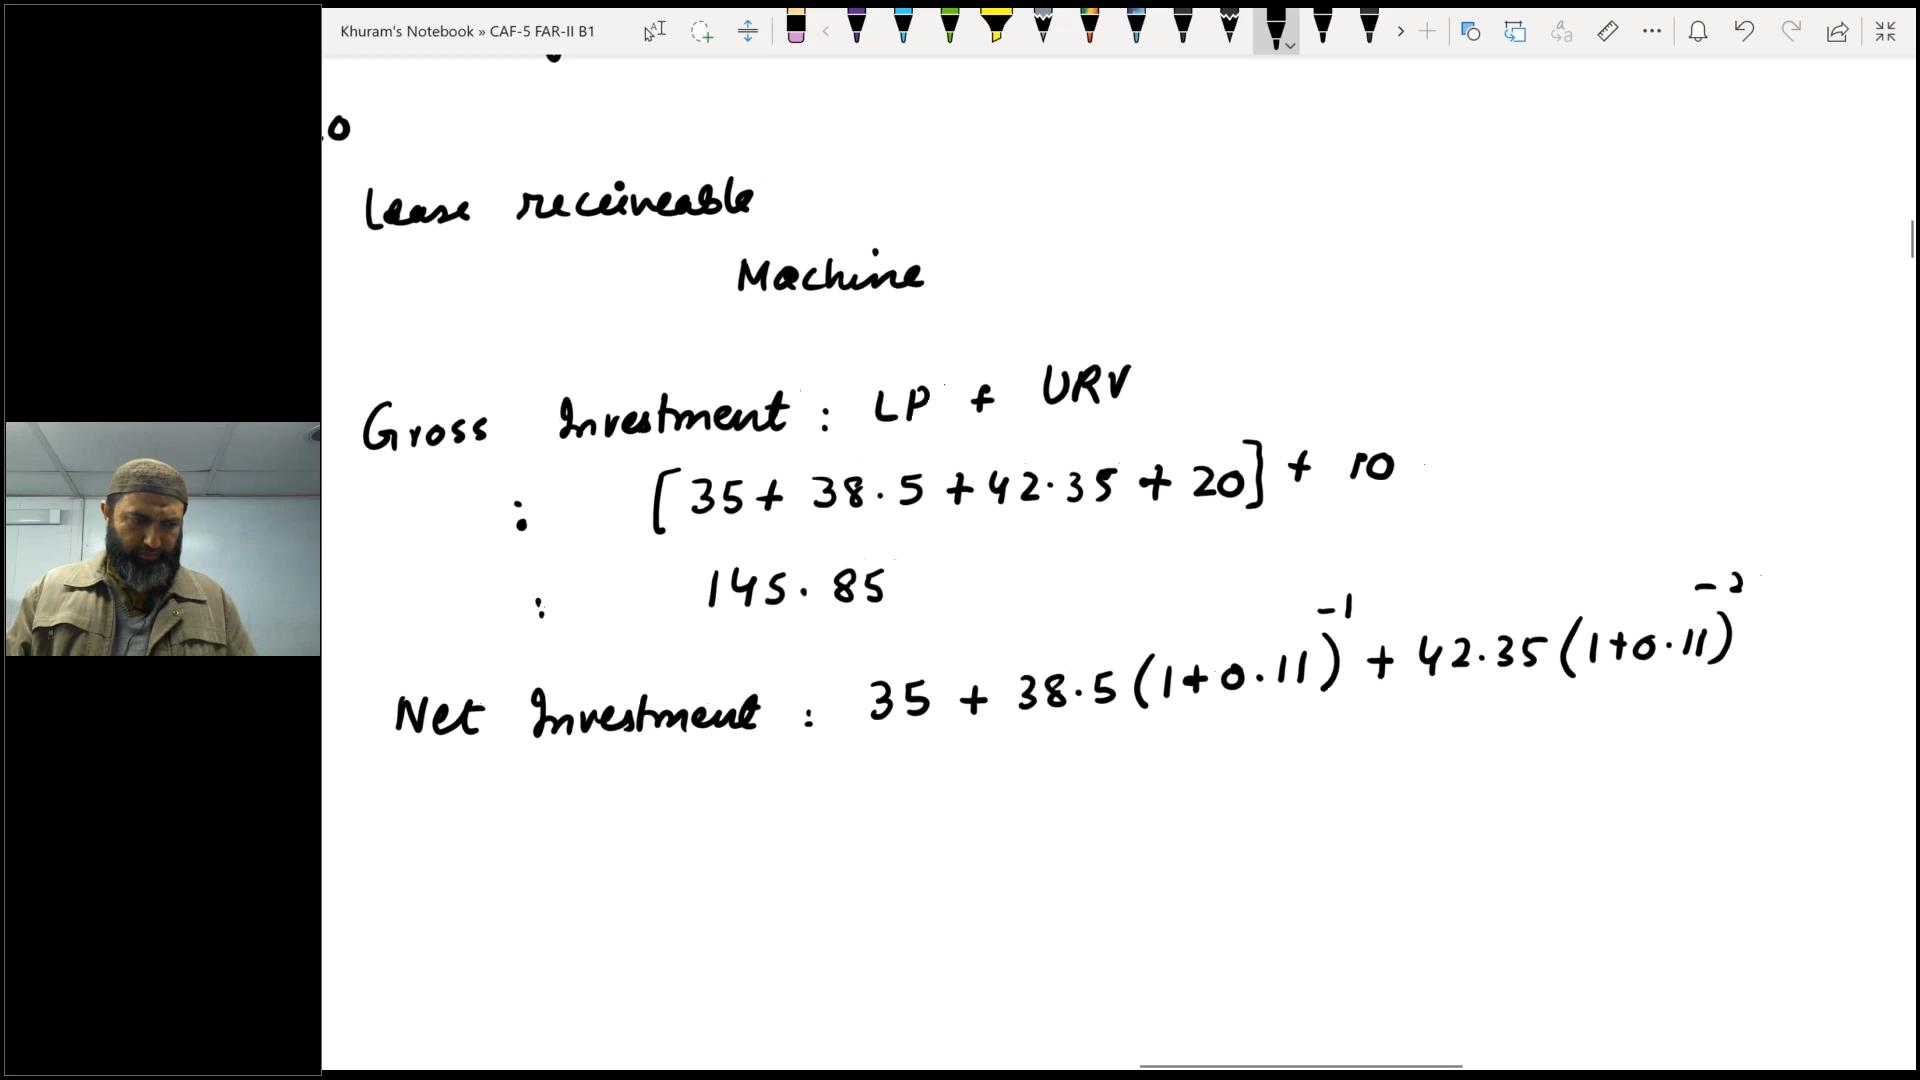 Khuram's Notebook » CAF-5 FAR-II B1
.0
Lease receiveable
Machine
Gross Investment : LP + URV
: [35 + 38.5 + 42.35 + 20] + 10
: 145.85
Net Investment : 35 + 38.5 (1+0.11)^-1 + 42.35 (1+0.11)^-2